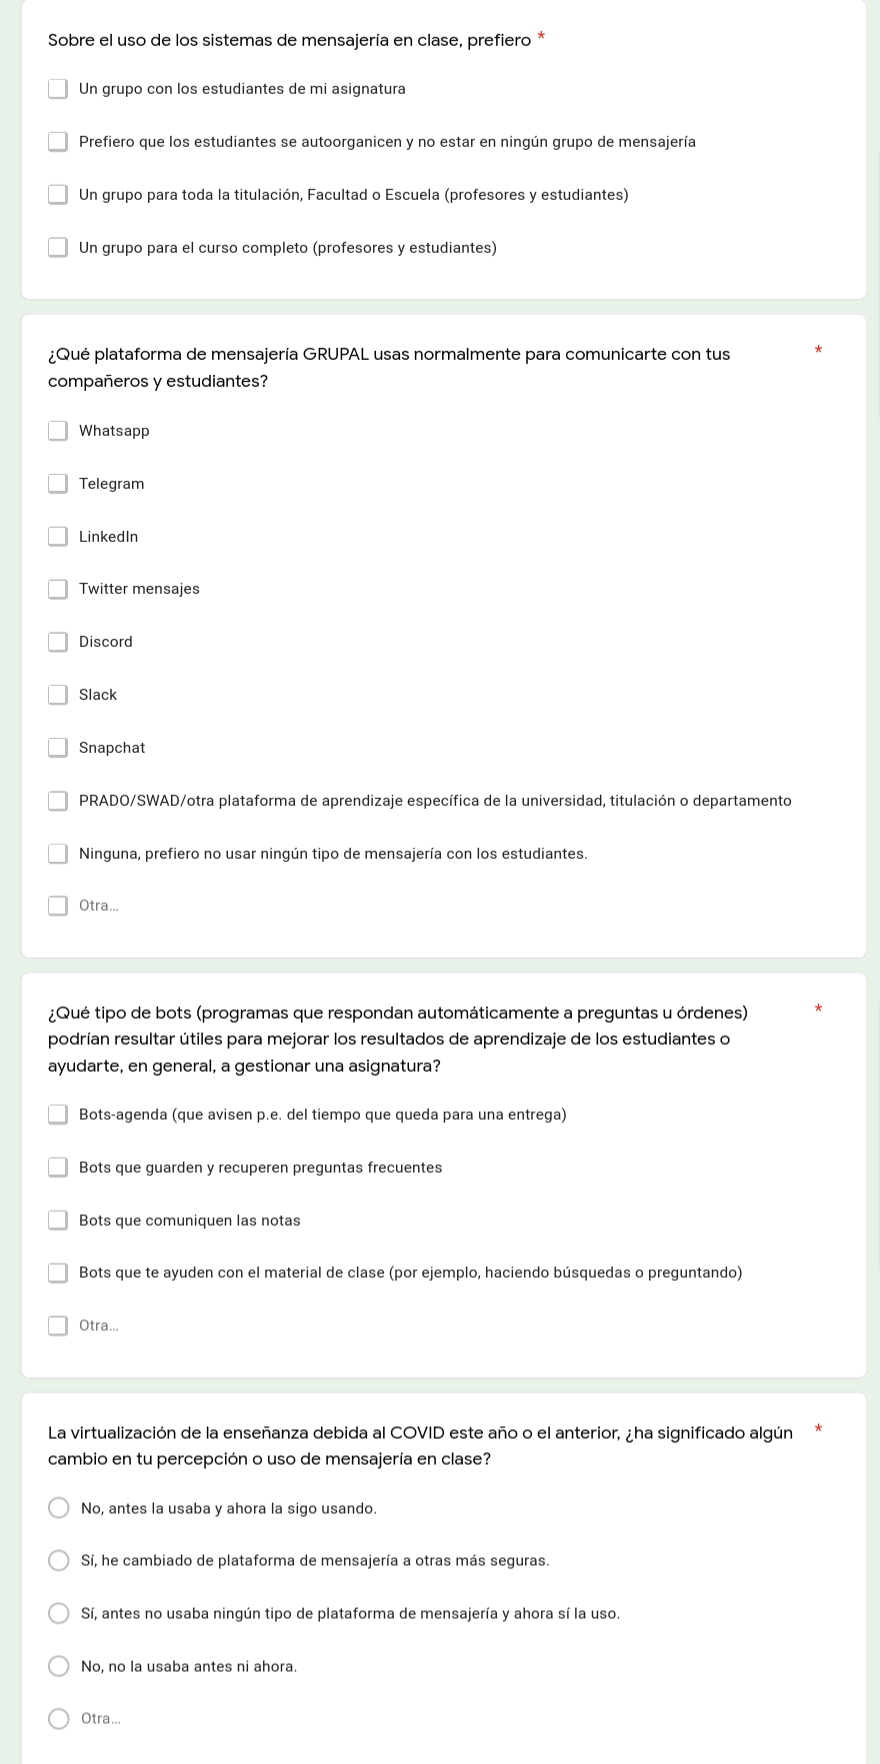 Sobre el uso de los sistemas de mensajería en clase, prefiero *
Un grupo con los estudiantes de mi asignatura
Prefiero que los estudiantes se autoorganicen y no estar en ningún grupo de mensajería
Un grupo para toda la titulación, Facultad o Escuela (profesores y estudiantes)
Un grupo para el curso completo (profesores y estudiantes)
¿Qué plataforma de mensajería GRUPAL usas normalmente para comunicarte con tus *
compañeros y estudiantes?
Whatsapp
Telegram
LinkedIn
Twitter mensajes
Discord
Slack
Snapchat
PRADO/SWAD/otra plataforma de aprendizaje específica de la universidad, titulación o departamento
Ninguna, prefiero no usar ningún tipo de mensajería con los estudiantes.
Otra...
¿Qué tipo de bots (programas que respondan automáticamente a preguntas u órdenes) *
podrían resultar útiles para mejorar los resultados de aprendizaje de los estudiantes o
ayudarte, en general, a gestionar una asignatura?
Bots-agenda (que avisen p.e. del tiempo que queda para una entrega)
Bots que guarden y recuperen preguntas frecuentes
Bots que comuniquen las notas
Bots que te ayuden con el material de clase (por ejemplo, haciendo búsquedas o preguntando)
Otra...
La virtualización de la enseñanza debida al COVID este año o el anterior, ¿ha significado algún *
cambio en tu percepción o uso de mensajería en clase?
No, antes la usaba y ahora la sigo usando.
Sí, he cambiado de plataforma de mensajería a otras más seguras.
Sí, antes no usaba ningún tipo de plataforma de mensajería y ahora sí la uso.
No, no la usaba antes ni ahora.
Otra...